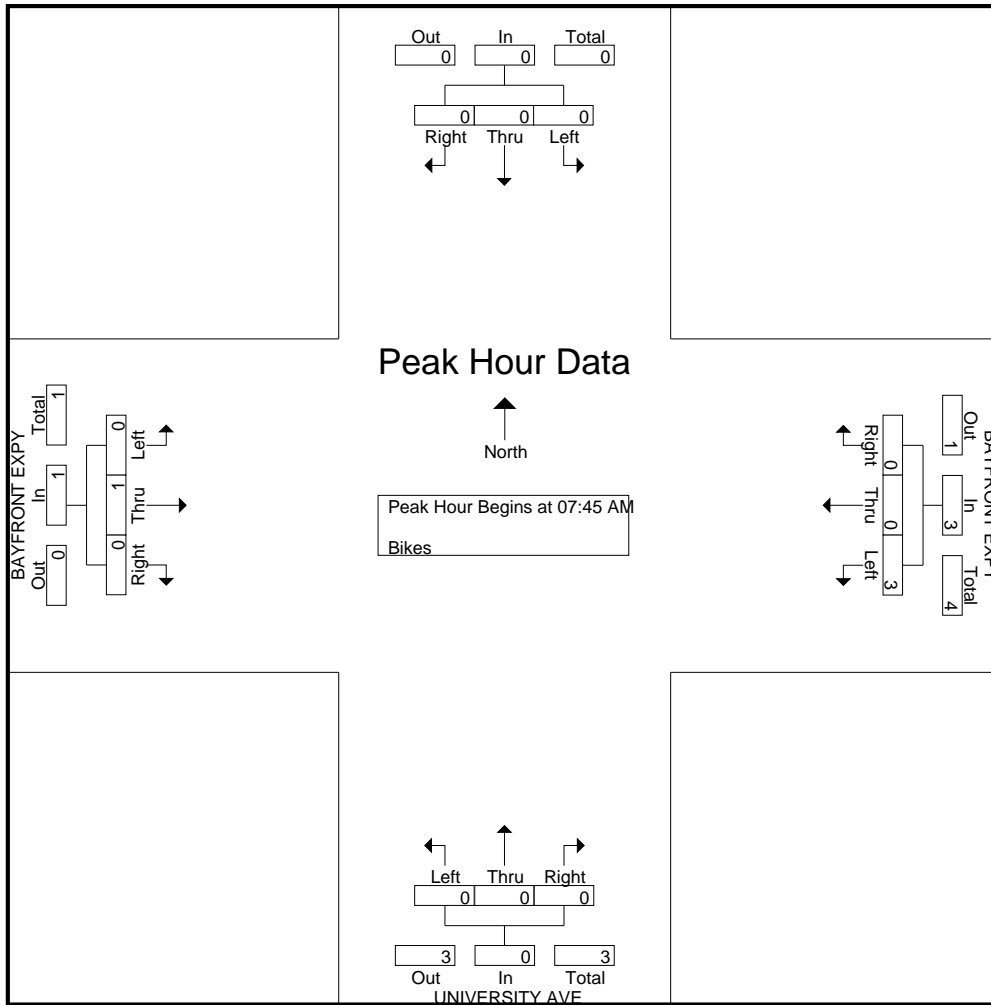 Out In Total
0 0 0
0 0 0
Right Thru Left
Peak Hour Data
North
Peak Hour Begins at 07:45 AM
Bikes
BAYFRONT EXPY
Out In Total
0 1 1
Right Thru Left
0 1 0
BAYFRONT EXPY
Out In Total
1 3 4
Right Thru Left
0 0 3
Left Thru Right
0 0 0
3 0 3
Out In Total
UNIVERSITY AVE